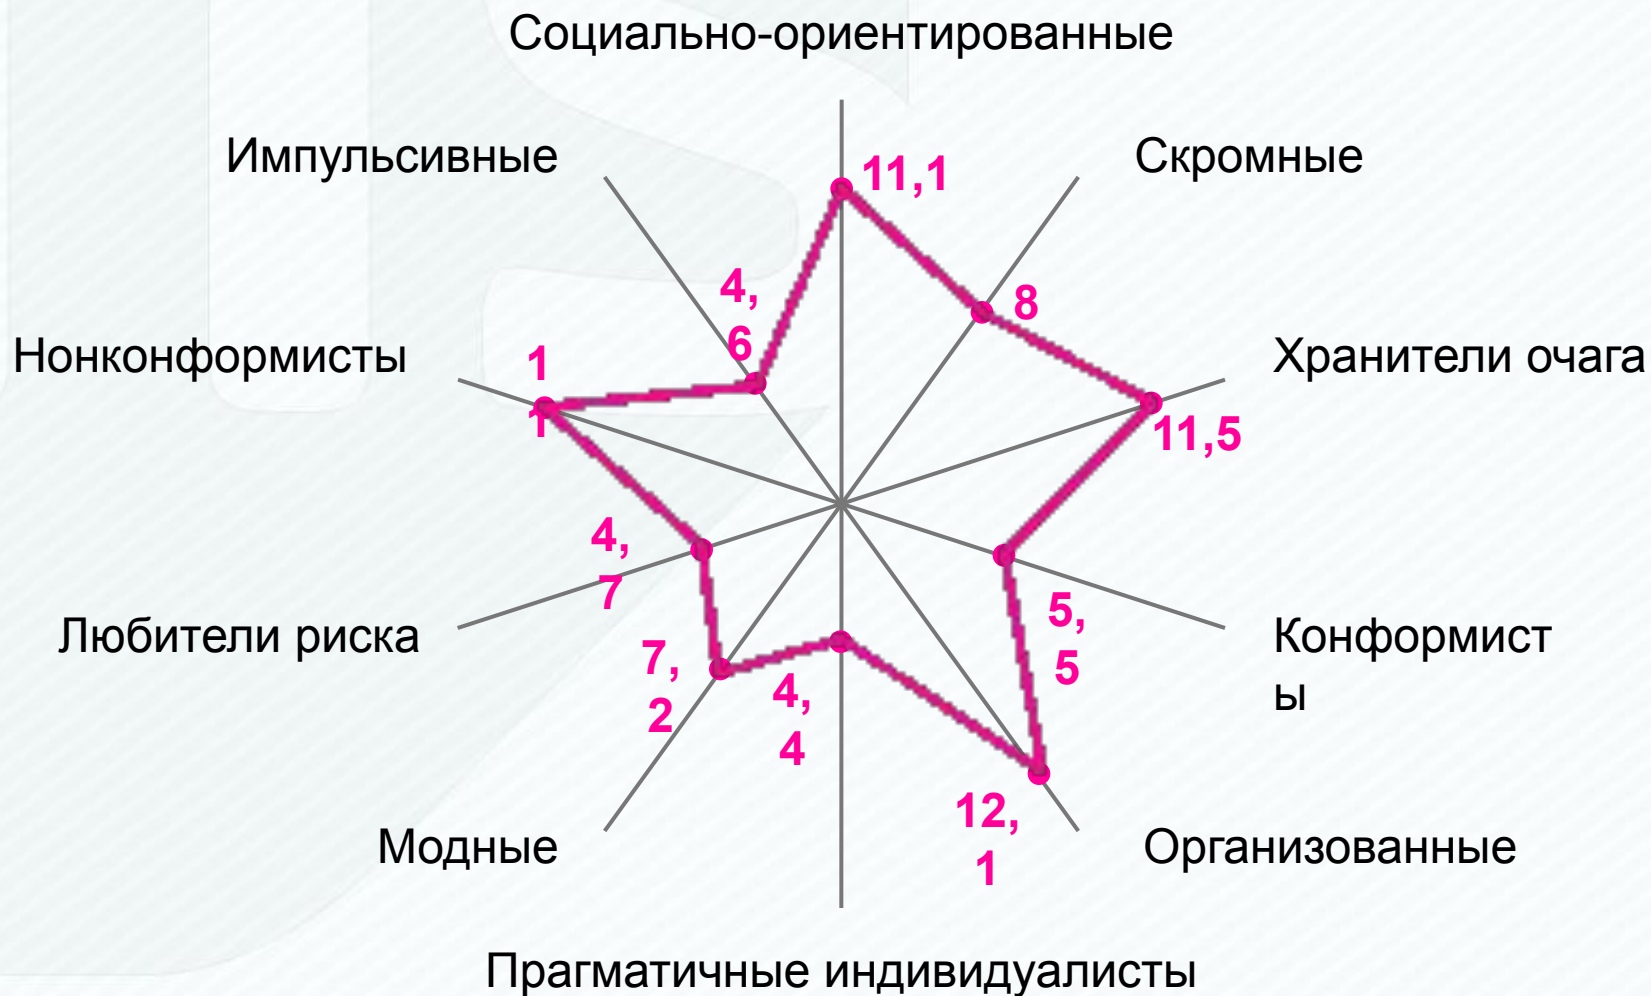 Социально-ориентированные
Импульсивные
Скромные
11,1
4,
6
8
Нонконформисты
1
1
Хранители очага
11,5
4,
7
Любители риска
5,
5
Конформист
ы
7,
2
4,
4
12,
1
Модные
Организованные
Прагматичные индивидуалисты